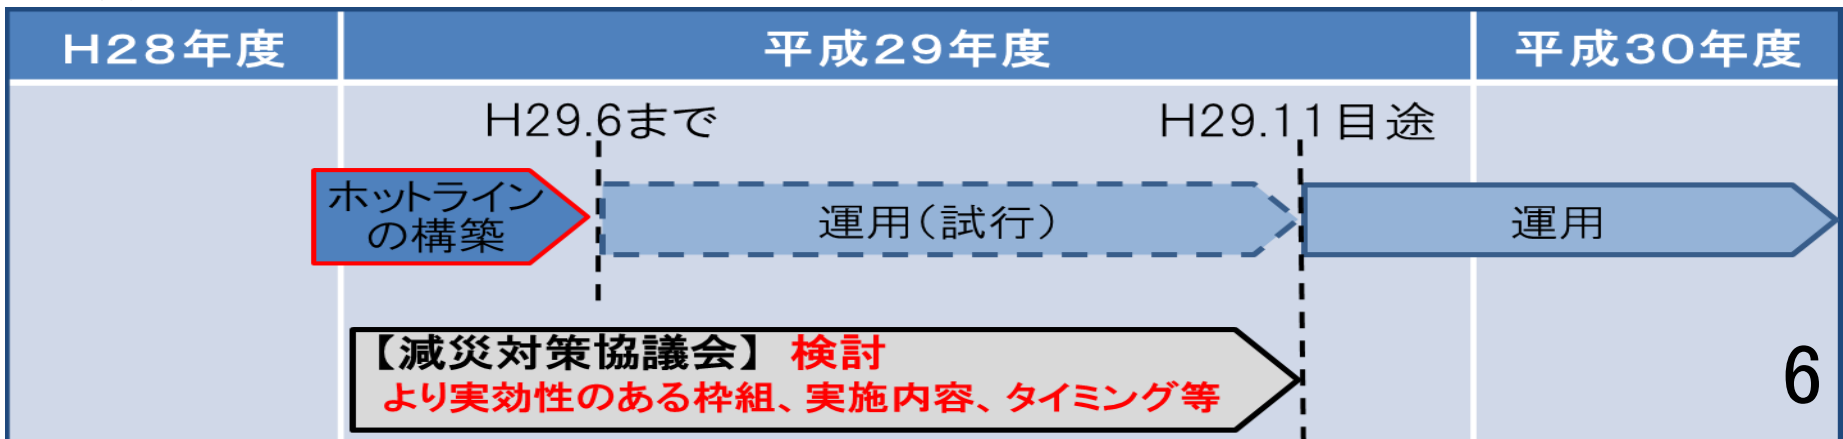 H28年度
平成29年度
平成30年度
H29.6まで
H29.11目途
ホットライン
の構築
運用(試行)
運用
【減災対策協議会】 検討
より実効性のある枠組、実施内容、タイミング等
6